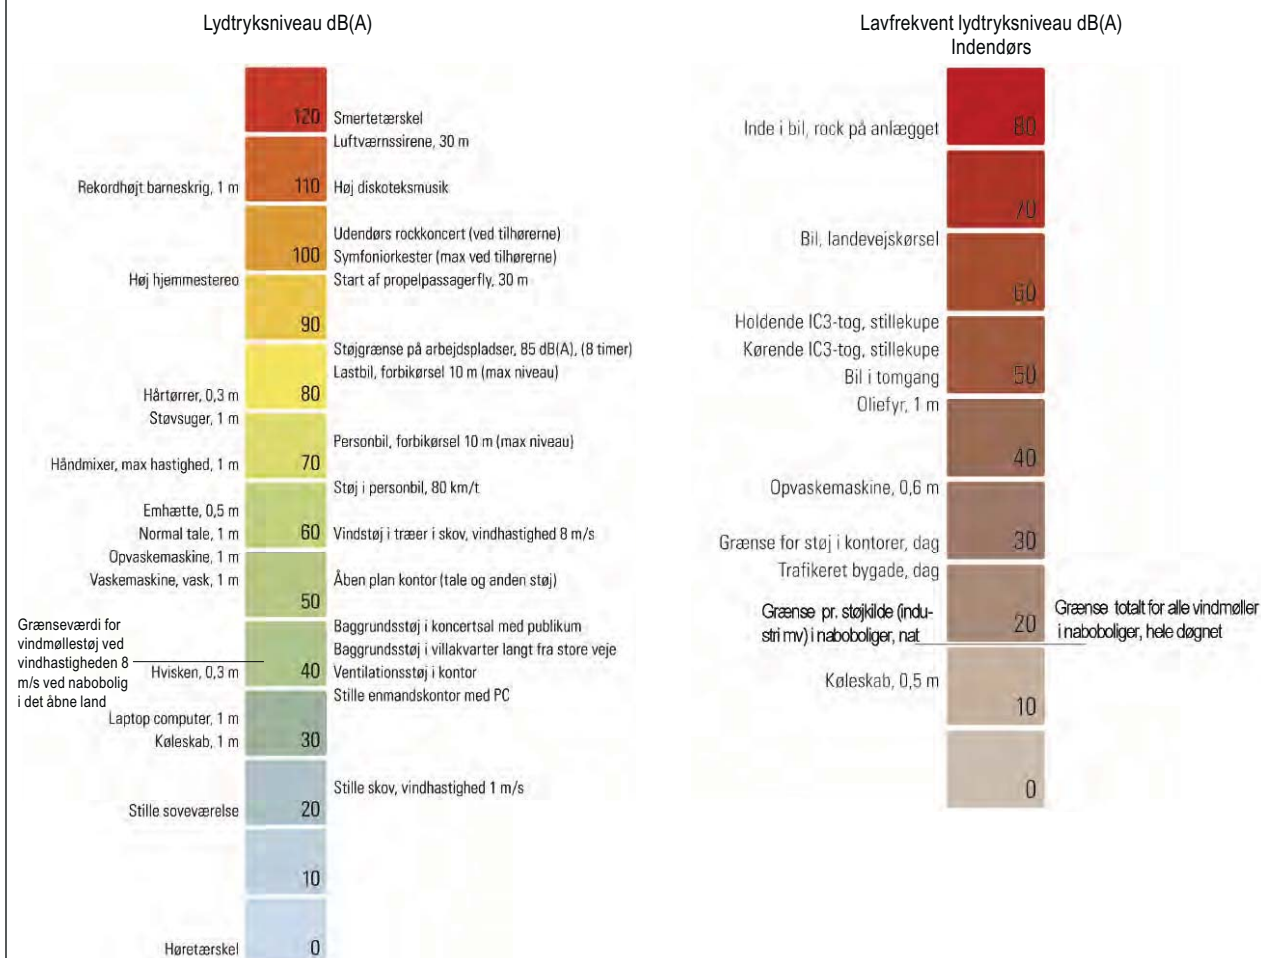 Lydtryksniveau dB(A)
120 Smertetærskel
Luftværnssirene, 30 m
Rekordhøjt barneskrig, 1 m 110 Høj diskoteksmusik
Udendørs rockkoncert (ved tilhørerne)
100 Symfoniorkester (max ved tilhørerne)
Høj hjemmestereo Start af propelpassagerfly, 30 m
90
Støjgrænse på arbejdspladser, 85 dB(A), (8 timer)
Lastbil, forbikørsel 10 m (max niveau)
Hårtørrer, 0,3 m 80
Støvsuger, 1 m
Personbil, forbikørsel 10 m (max niveau)
Håndmixer, max hastighed, 1 m 70
Støj i personbil, 80 km/t
Emhætte, 0,5 m
Normal tale, 1 m 60 Vindstøj i træer i skov, vindhastighed 8 m/s
Opvaskemaskine, 1 m
Vaskemaskine, vask, 1 m Åben plan kontor (tale og anden støj)
50
Grænseværdi for
vindmøllestøj ved
vindhastigheden 8
m/s ved nabobolig
i det åbne land
Baggrundsstøj i koncertsal med publikum
Baggrundsstøj i villakvarter langt fra store veje
Hvisken, 0,3 m 40 Ventilationsstøj i kontor
Stille enmandskontor med PC
Laptop computer, 1 m
Køleskab, 1 m 30
Stille skov, vindhastighed 1 m/s
Stille soveværelse 20
10
Høretærskel 0
Lavfrekvent lydtryksniveau dB(A)
Indendørs
Inde i bil, rock på anlægget 80
70
Bil, landevejskørsel
60
Holdende IC3-tog, stillekupe
Kørende IC3-tog, stillekupe
Bil i tomgang 50
Oliefyr, 1 m
40
Opvaskemaskine, 0,6 m
Grænse for støj i kontorer, dag 30
Trafikeret bygade, dag
Grænse pr. støjkilde (indu-
stri mv) i naboboliger, nat
20
Grænse totalt for alle vindmøller
i naboboliger, hele døgnet
Køleskab, 0,5 m
10
0